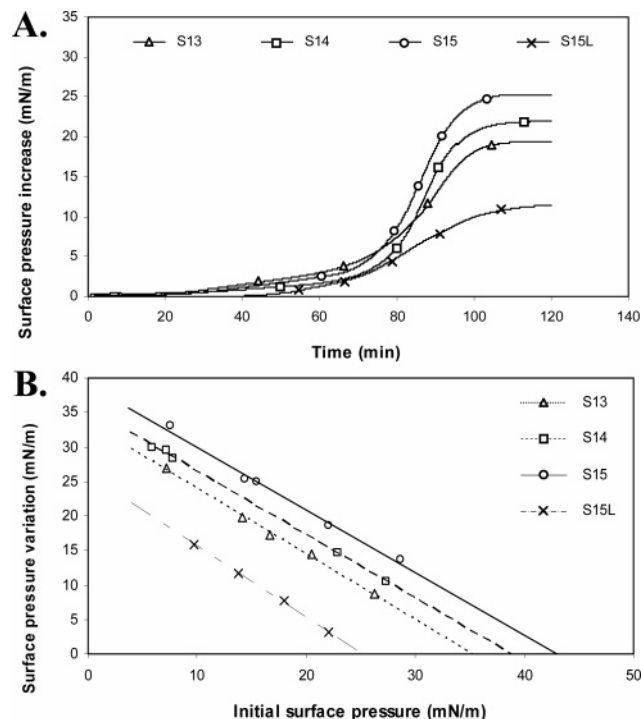 A.
Surface pressure increase (mN/m)
35
30
25
20
15
10
5
0
S13 S14 S15 S15L
0 20 40 60 80 100 120 140
Time (min)
B.
Surface pressure variation (mN/m)
40
35
30
25
20
15
10
5
0
S13
S14
S15
S15L
0 10 20 30 40 50
Initial surface pressure (mN/m)